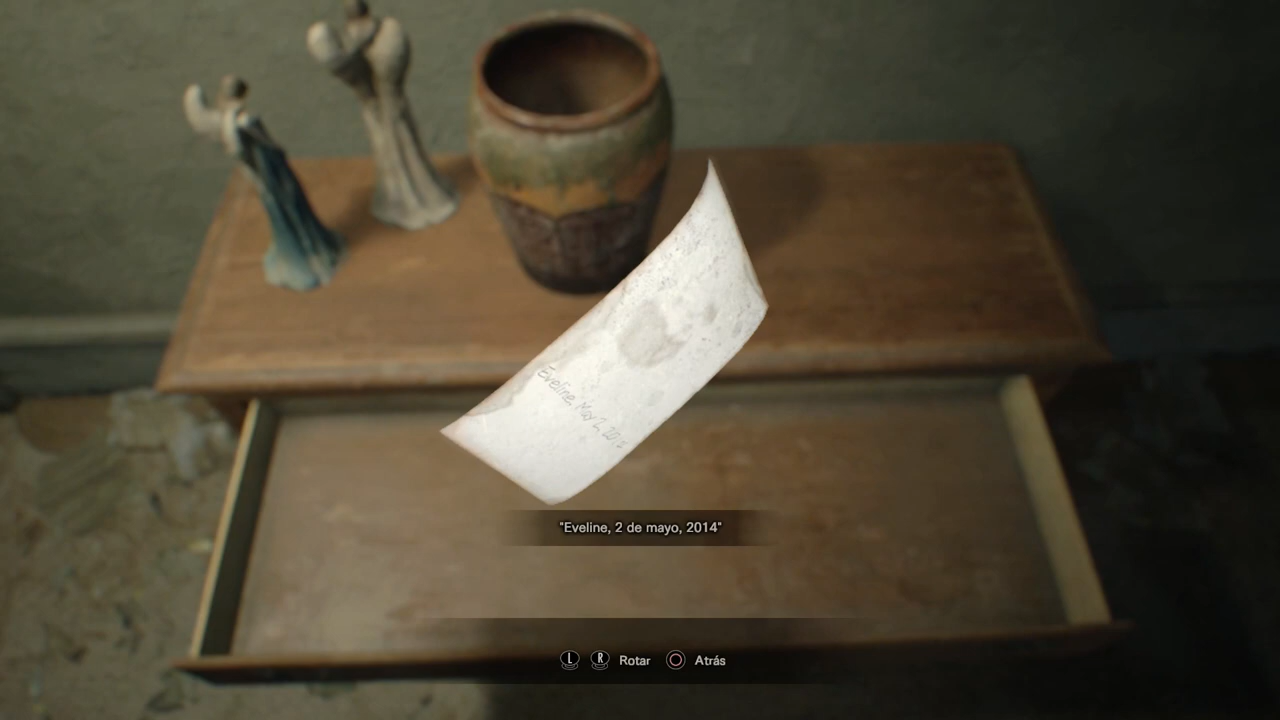 Eveline, May 2, 201
"Eveline, 2 de mayo, 2014"
L R Rotar Atrás